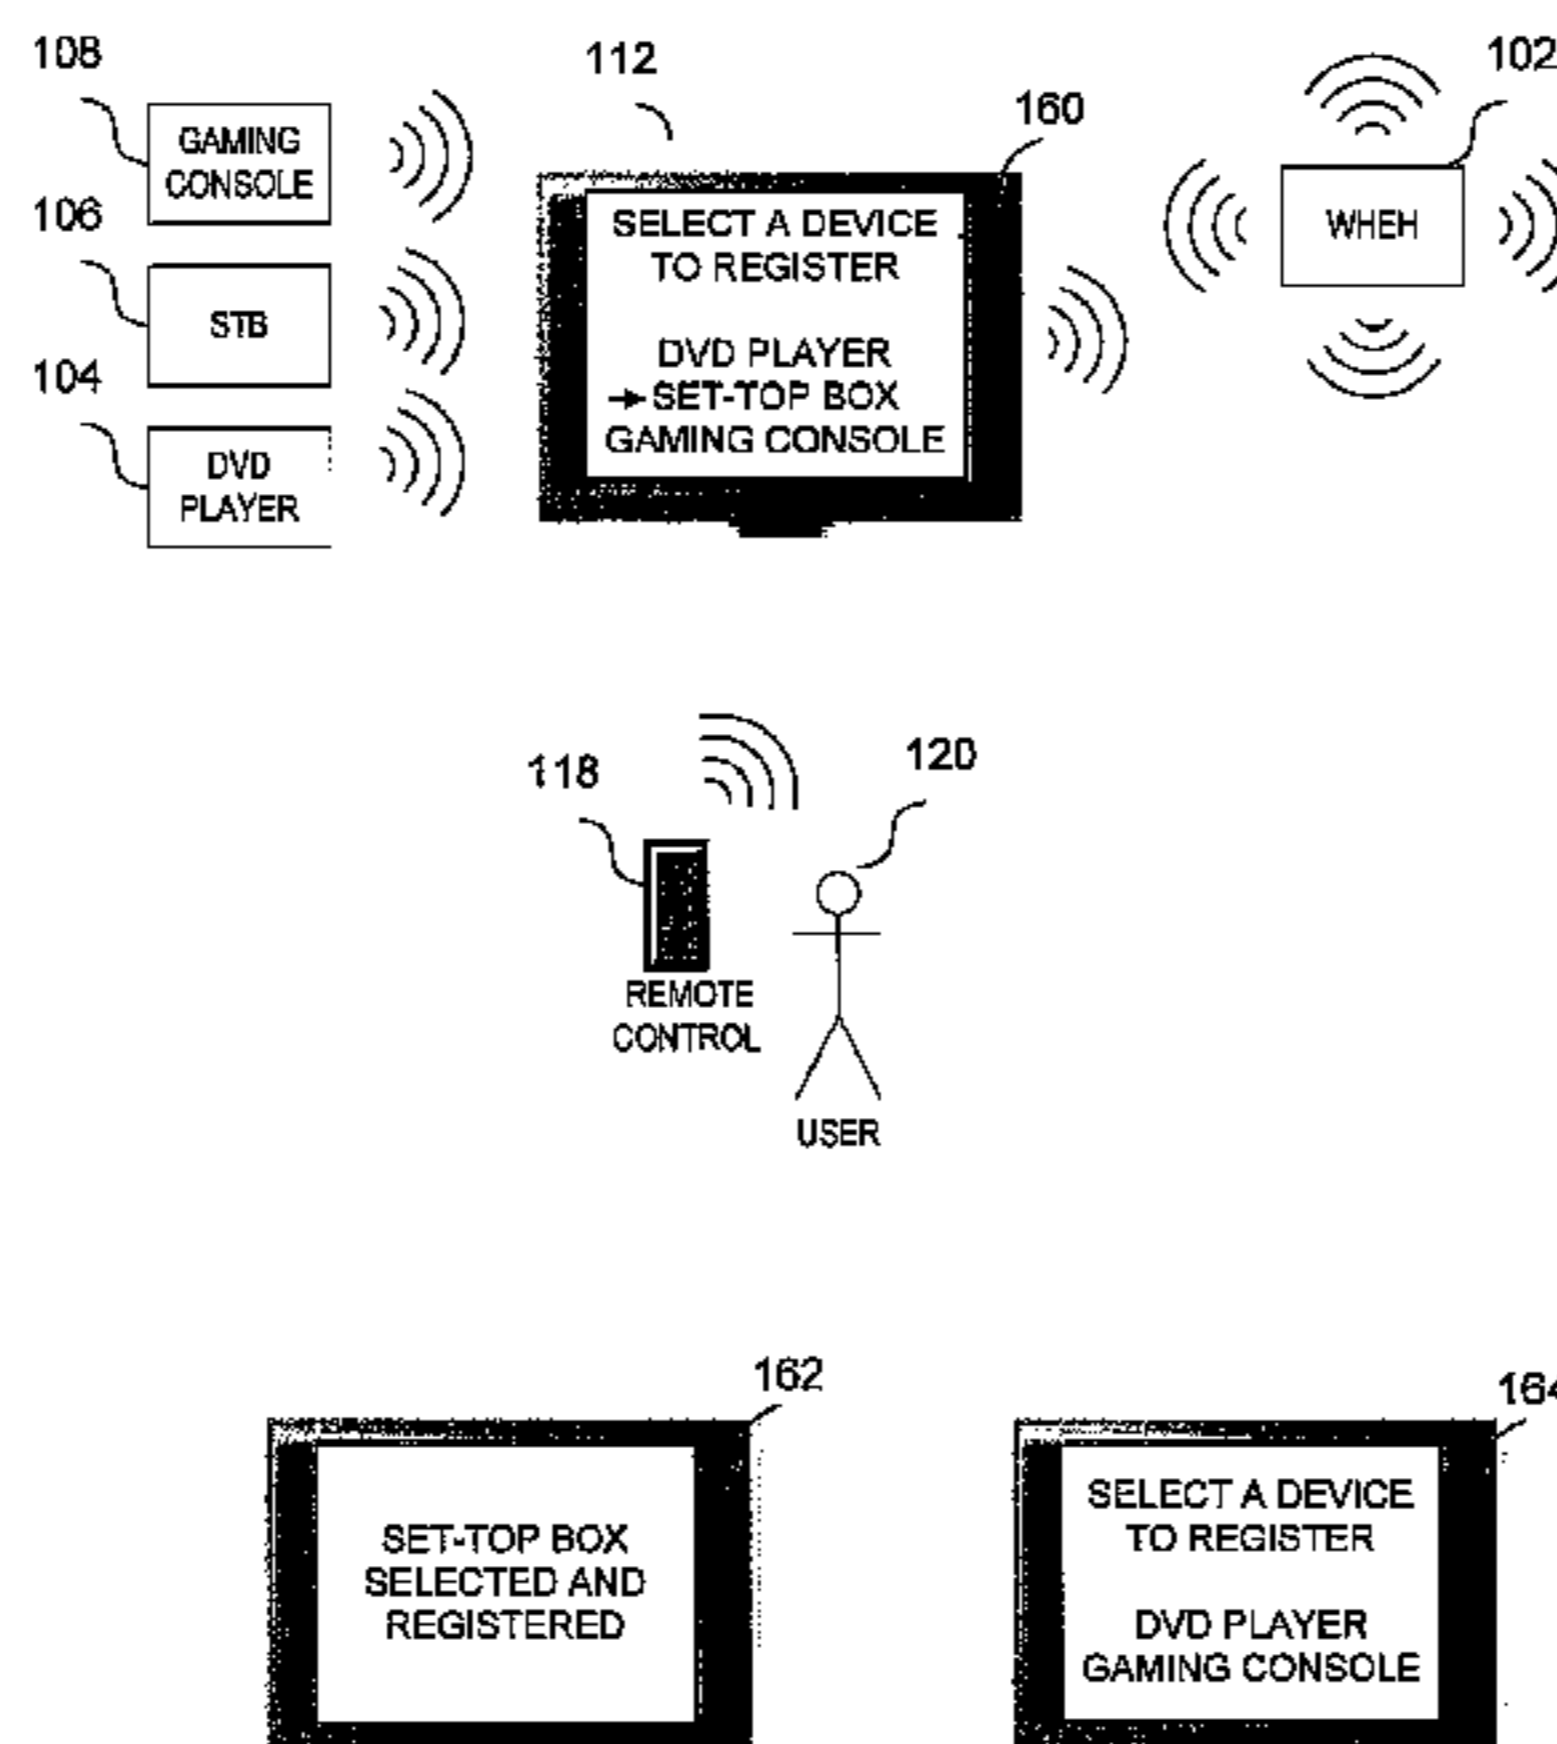 108
112
102
160
GAMING
CONSOLE
SELECT A DEVICE
TO REGISTER
WHEH
106
STB
DVD PLAYER
→SET-TOP BOX
GAMING CONSOLE
104
DVD
PLAYER
118
120
REMOTE
CONTROL
USER
162
164
SET-TOP BOX
SELECTED AND
REGISTERED
SELECT A DEVICE
TO REGISTER
DVD PLAYER
GAMING CONSOLE